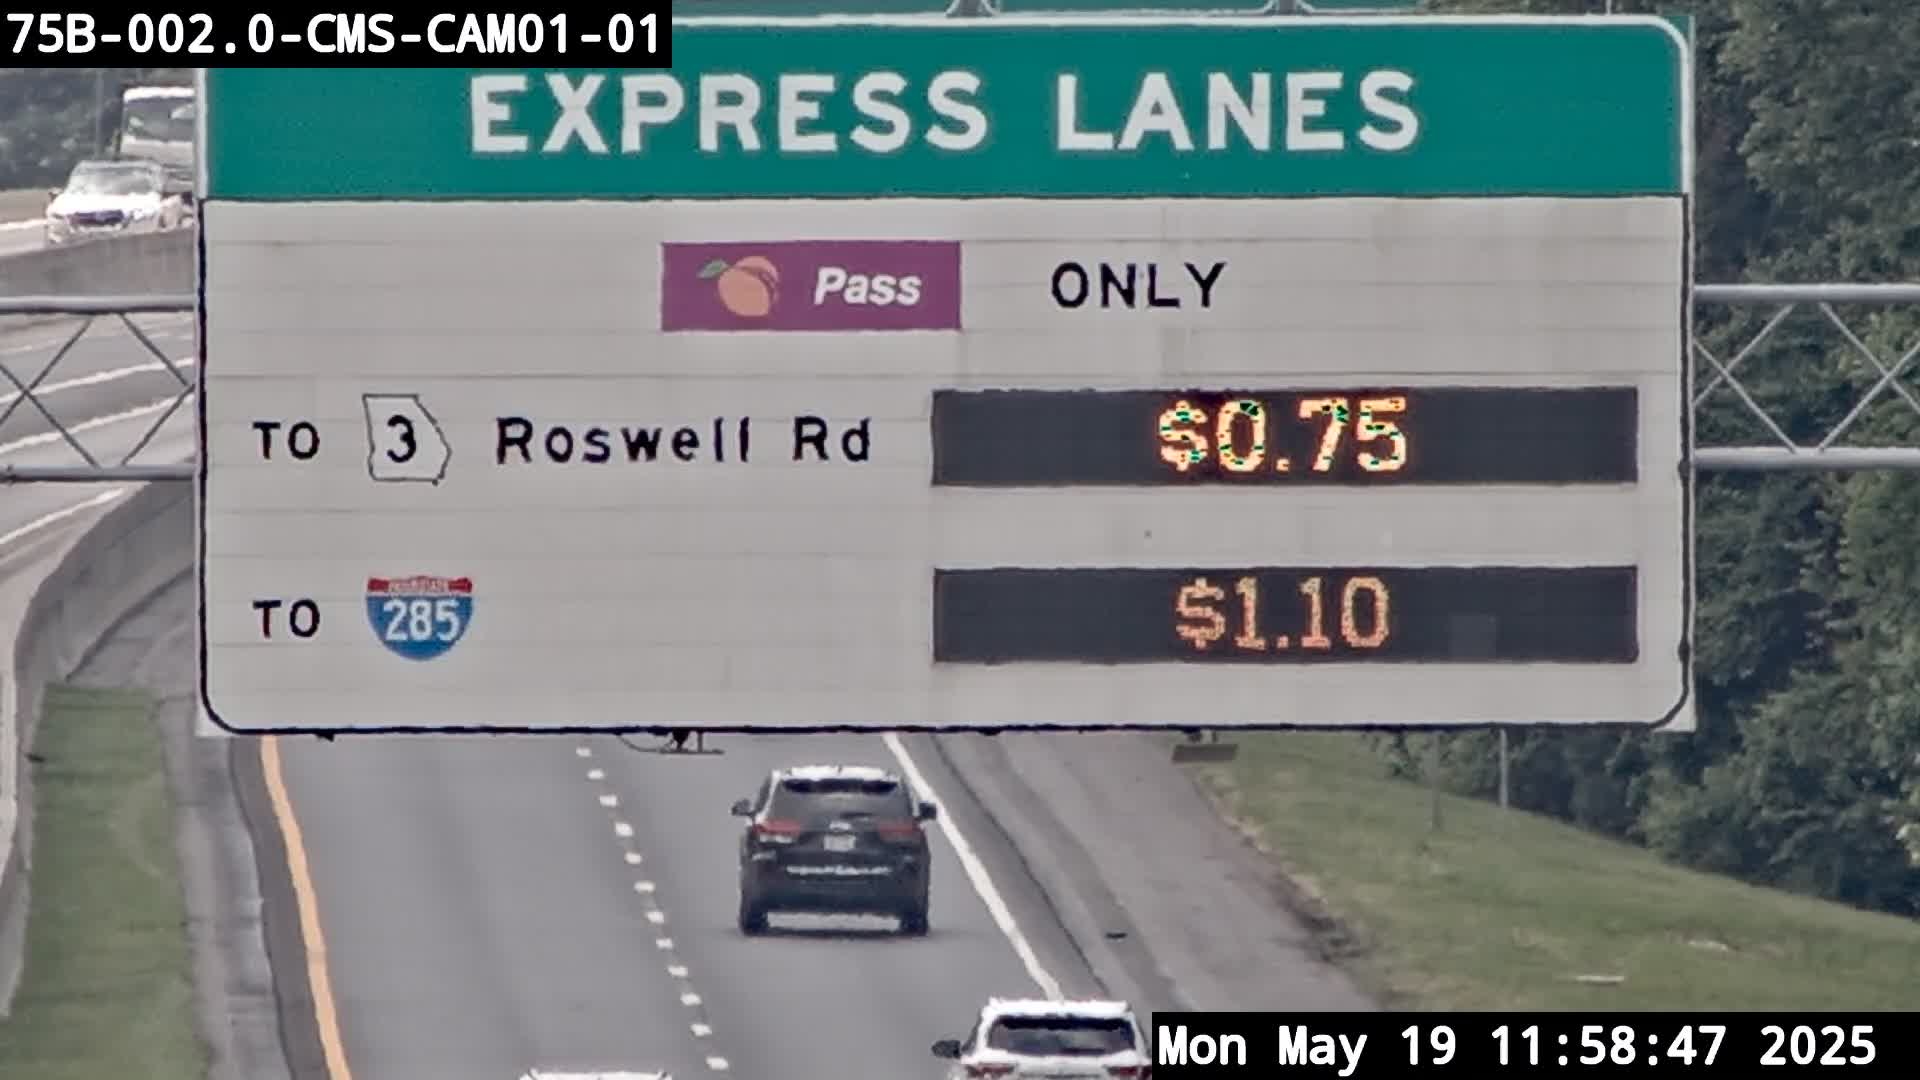 75B-002.0-CMS-CAM01-01
EXPRESS LANES
Pass ONLY
TO 3 Roswell Rd $0.75
INTERSTATE
TO 285 $1.10
Mon May 19 11:58:47 2025